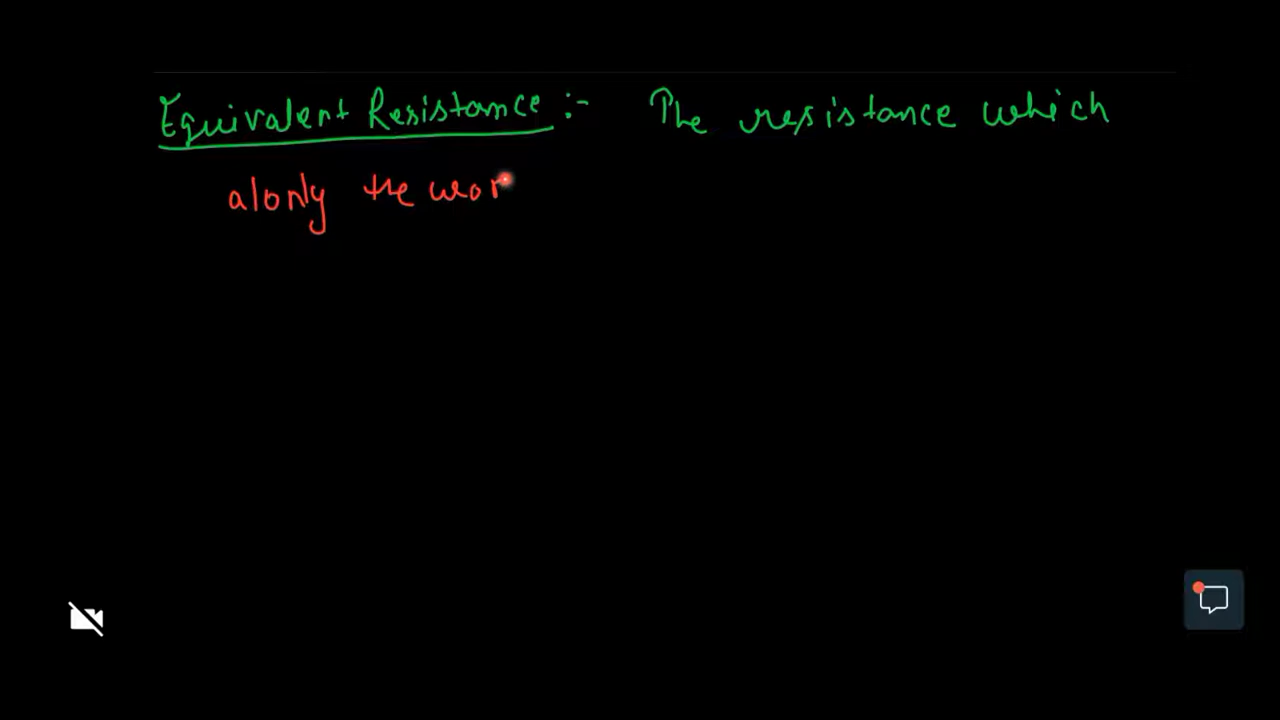 Equivalent Resistance :- The resistance which
alonly the wor